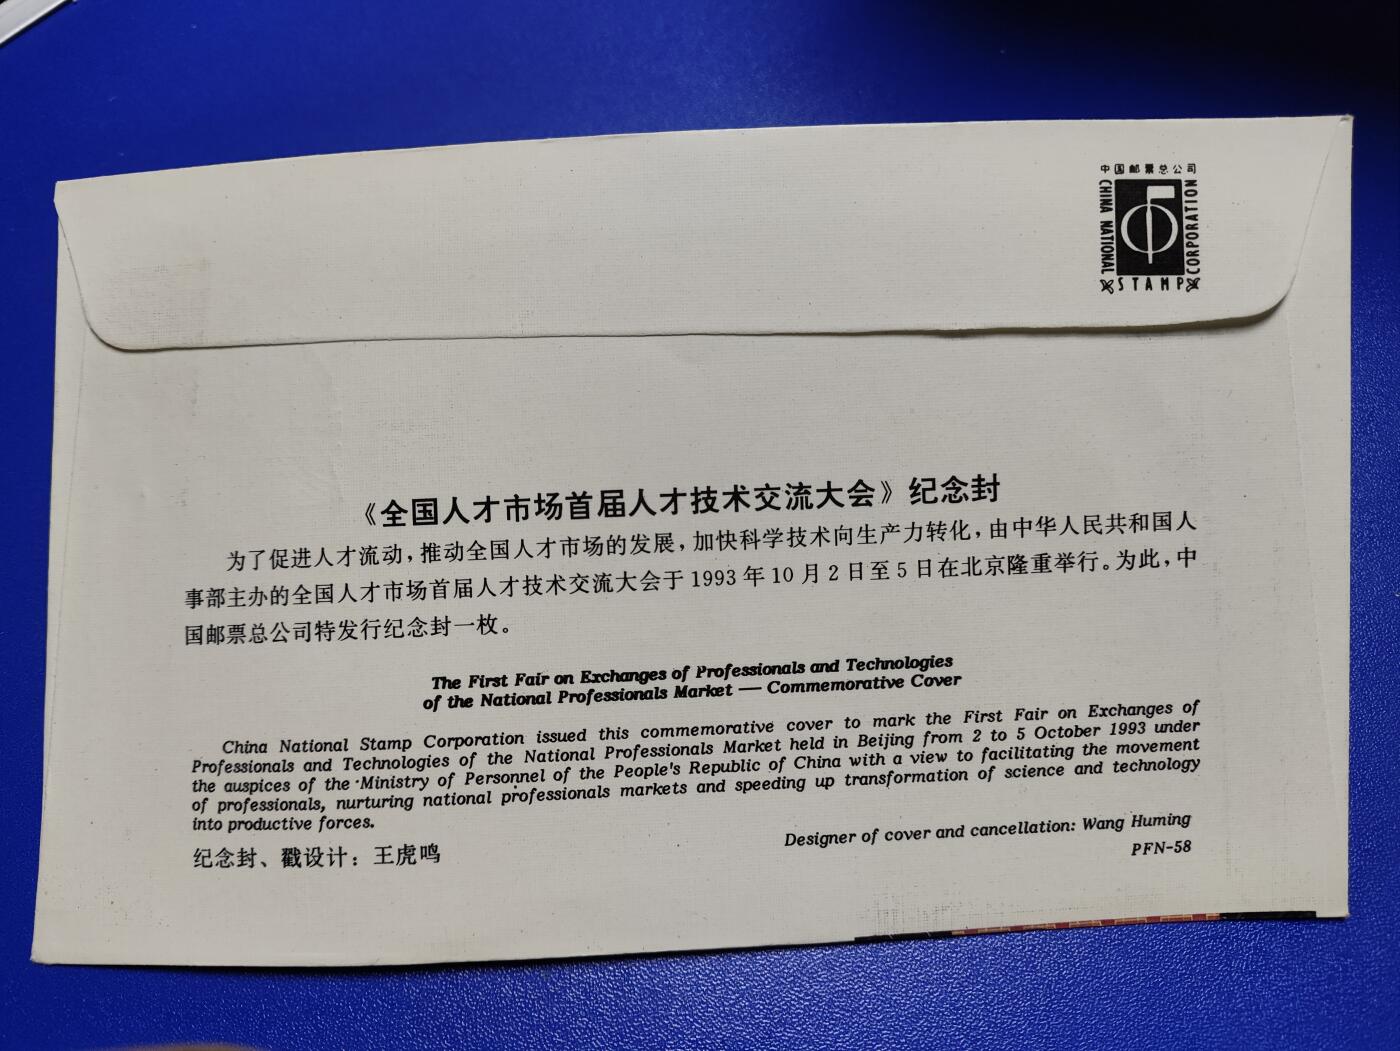 中国邮票总公司
CHINA NATIONAL
STAMP
CORPORATION
《全国人才市场首届人才技术交流大会》纪念封
为了促进人才流动，推动全国人才市场的发展，加快科学技术向生产力转化，由中华人民共和国人
事部主办的全国人才市场首届人才技术交流大会于1993年10月2日至5日在北京隆重举行。为此，中
国邮票总公司特发行纪念封一枚。
The First Fair on Exchanges of Professionals and Technologies
of the National Professionals Market — Commemorative Cover
China National Stamp Corporation issued this commemorative cover to mark the First Fair on Exchanges of
Professionals and Technologies of the National Professionals Market held in Beijing from 2 to 5 October 1993 under
the auspices of the Ministry of Personnel of the People's Republic of China with a view to facilitating the movement
of professionals, nurturing national professionals markets and speeding up transformation of science and technology
into productive forces.
纪念封、戳设计：王虎鸣
Designer of cover and cancellation: Wang Huming
PFN-58